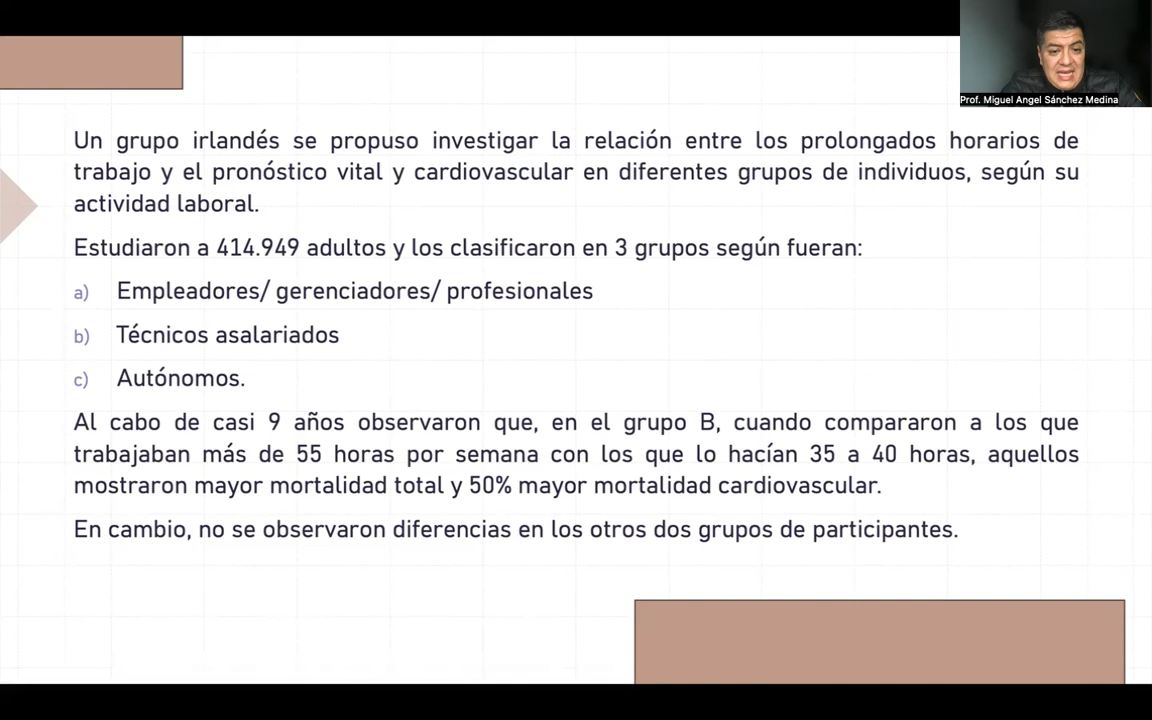 Prof. Miguel Angel Sánchez Medina
Un grupo irlandés se propuso investigar la relación entre los prolongados horarios de
trabajo y el pronóstico vital y cardiovascular en diferentes grupos de individuos, según su
actividad laboral.
Estudiaron a 414.949 adultos y los clasificaron en 3 grupos según fueran:
a) Empleadores/ gerenciadores/ profesionales
b) Técnicos asalariados
c) Autónomos.
Al cabo de casi 9 años observaron que, en el grupo B, cuando compararon a los que
trabajaban más de 55 horas por semana con los que lo hacían 35 a 40 horas, aquellos
mostraron mayor mortalidad total y 50% mayor mortalidad cardiovascular.
En cambio, no se observaron diferencias en los otros dos grupos de participantes.